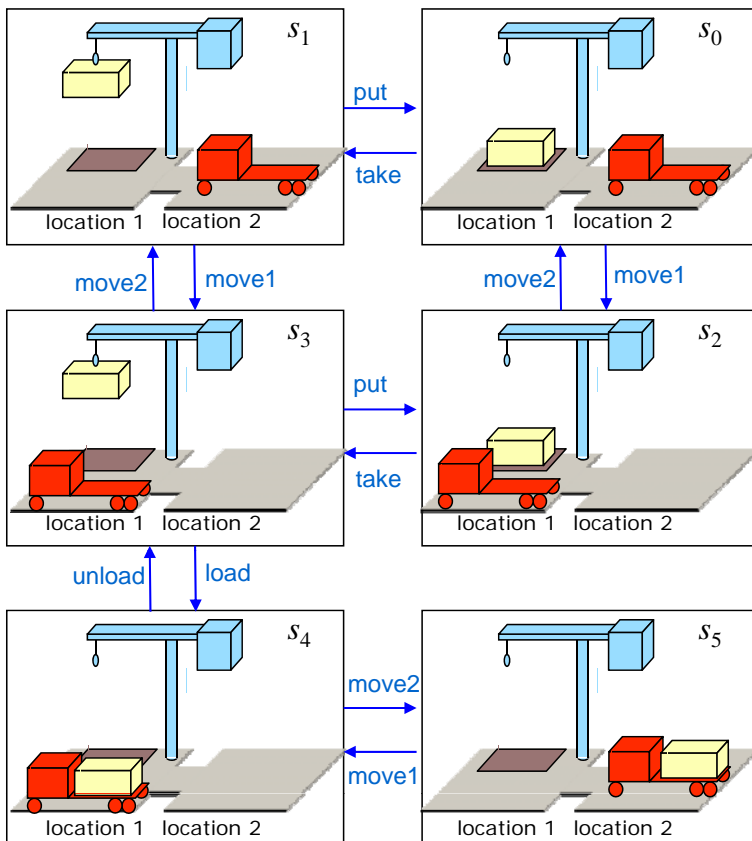 s1
s0
put
take
location 1 location 2
location 1 location 2
move2
move1
move2
move1
s3
s2
put
take
location 1 location 2
location 1 location 2
unload
load
s4
s5
move2
move1
location 1 location 2
location 1 location 2